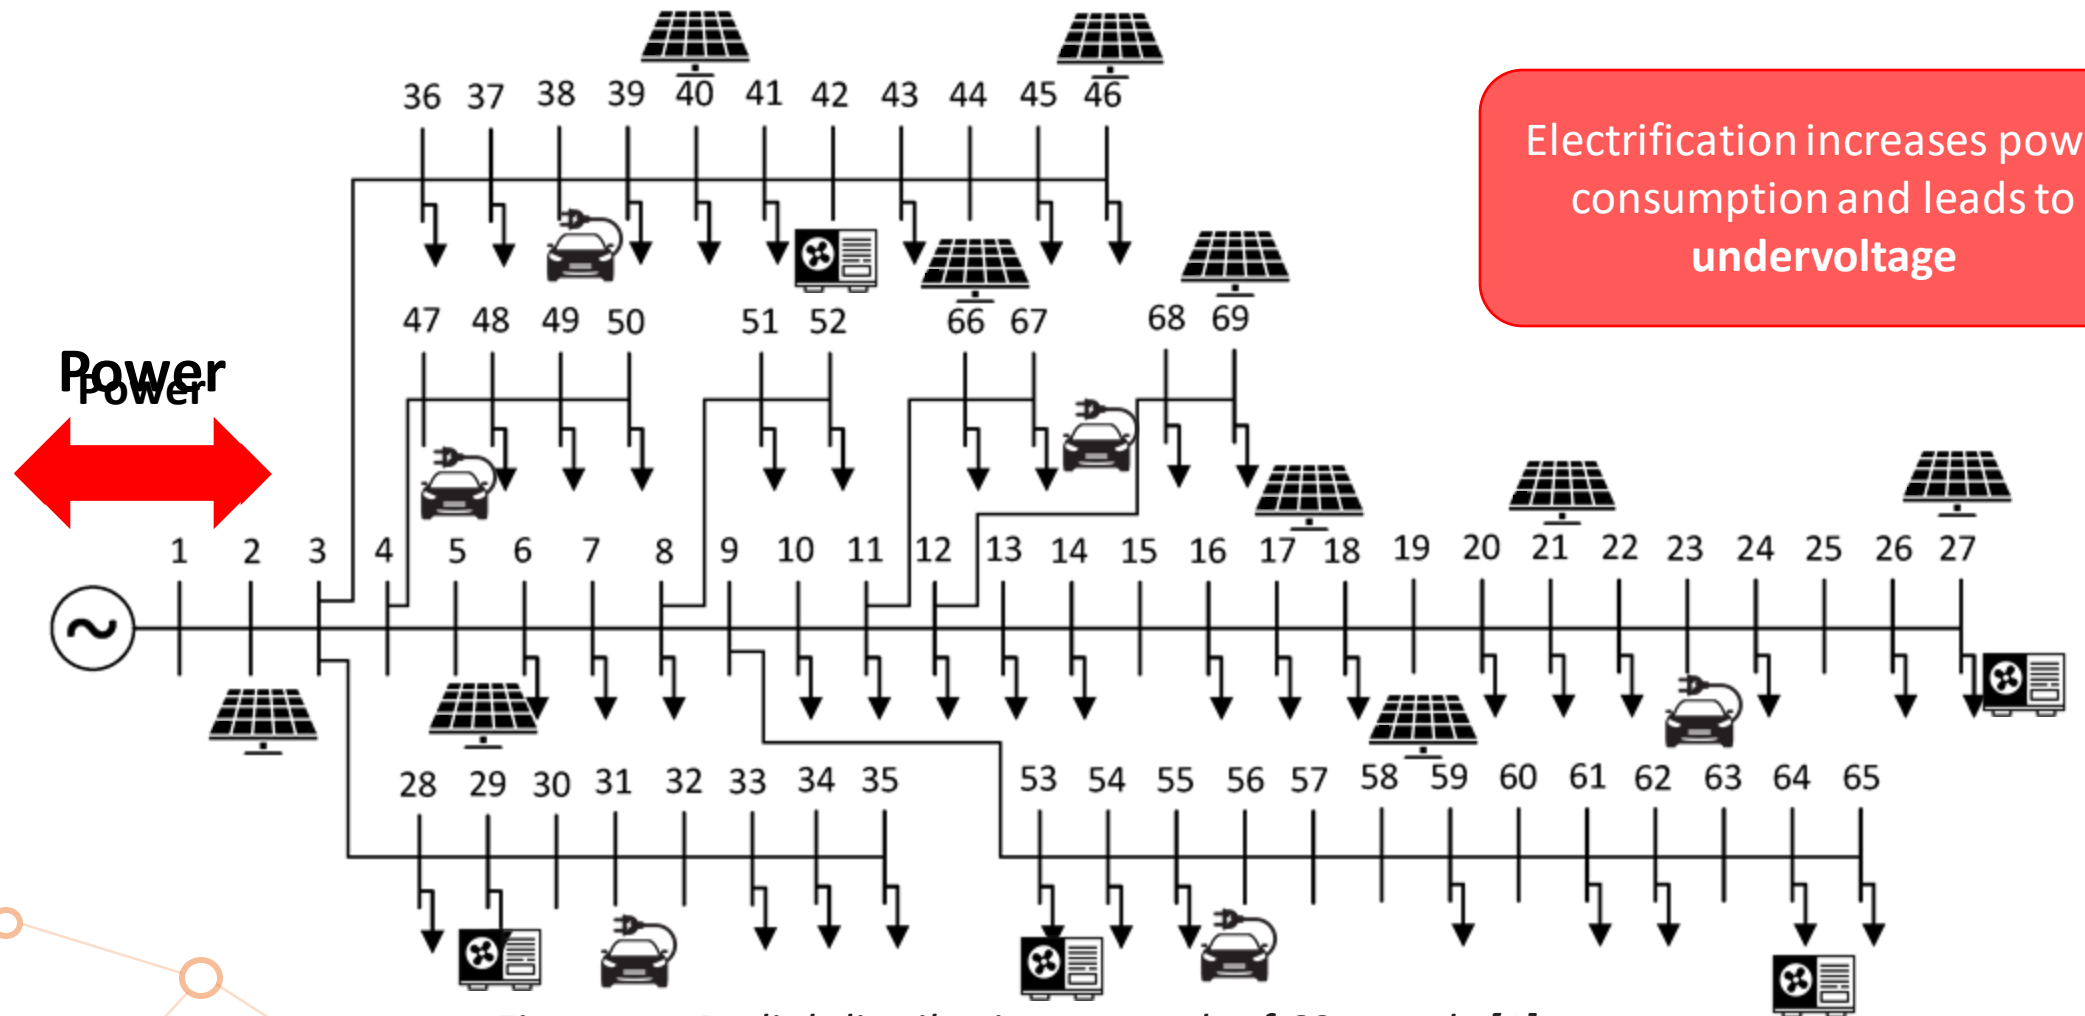 36 37 38 39 40 41 42 43 44 45 46
Electrification increases pow
consumption and leads to
undervoltage
47 48 49 50 51 52 66 67 68 69
Power
Power
1 2 3 4 5 6 7 8 9 10 11 12 13 14 15 16 17 18 19 20 21 22 23 24 25 26 27
28 29 30 31 32 33 34 35 53 54 55 56 57 58 59 60 61 62 63 64 65